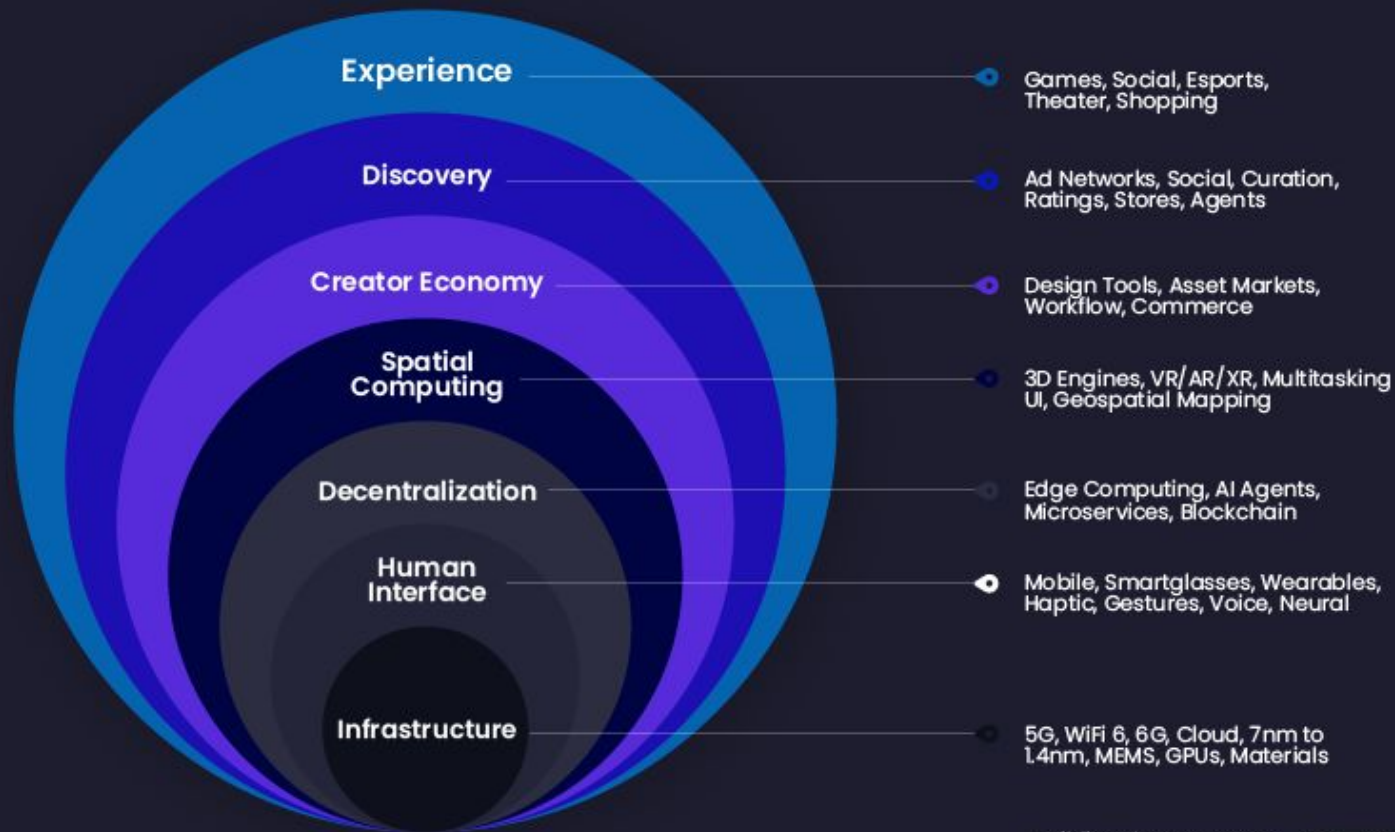 Experience
Games, Social, Esports,
Theater, Shopping
Discovery
Ad Networks, Social, Curation,
Ratings, Stores, Agents
Creator Economy
Design Tools, Asset Markets,
Workflow, Commerce
Spatial
Computing
3D Engines, VR/AR/XR, Multitasking
UI, Geospatial Mapping
Decentralization
Edge Computing, AI Agents,
Microservices, Blockchain
Human
Interface
Mobile, Smartglasses, Wearables,
Haptic, Gestures, Voice, Neural
Infrastructure
5G, WiFi 6, 6G, Cloud, 7nm to
1.4nm, MEMS, GPUs, Materials